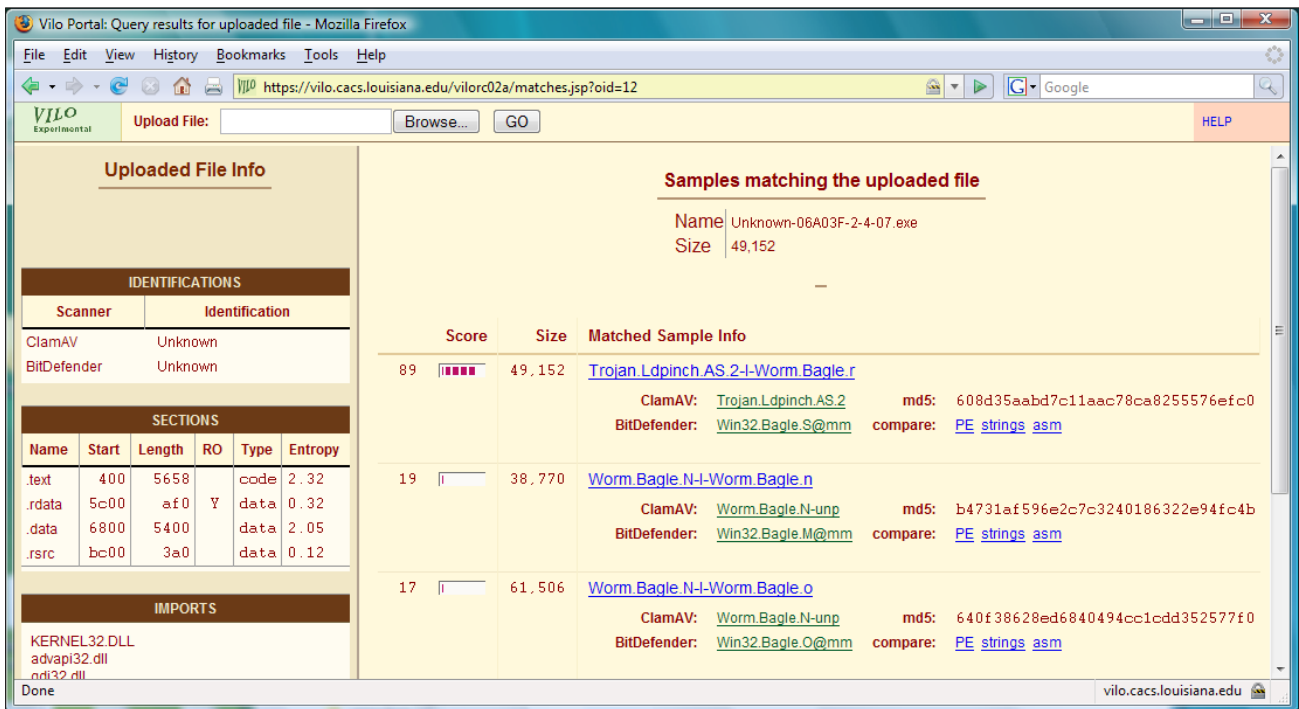 Vilo Portal: Query results for uploaded file - Mozilla Firefox
File Edit View History Bookmarks Tools Help
VILO https://vilo.cacs.louisiana.edu/vilorc02a/matches.jsp?oid=12 G Google
VILO
Experimental
Upload File: Browse... GO HELP
Uploaded File Info
IDENTIFICATIONS
Scanner Identification
ClamAV Unknown
BitDefender Unknown
SECTIONS
Name Start Length RO Type Entropy
.text 400 5658 code 2.32
.rdata 5c00 af0 Y data 0.32
.data 6800 5400 data 2.05
.rsrc bc00 3a0 data 0.12
IMPORTS
KERNEL32.DLL
advapi32.dll
gdi32.dll
Samples matching the uploaded file
Name Unknown-06A03F-2-4-07.exe
Size 49,152
Score Size Matched Sample Info
89 49,152 Trojan.Ldpinch.AS.2-I-Worm.Bagle.r
ClamAV: Trojan.Ldpinch.AS.2 md5: 608d35aabd7c11aac78ca8255576efc0
BitDefender: Win32.Bagle.S@mm compare: PE strings asm
19 38,770 Worm.Bagle.N-I-Worm.Bagle.n
ClamAV: Worm.Bagle.N-unp md5: b4731af596e2c7c3240186322e94fc4b
BitDefender: Win32.Bagle.M@mm compare: PE strings asm
17 61,506 Worm.Bagle.N-I-Worm.Bagle.o
ClamAV: Worm.Bagle.N-unp md5: 640f38628ed6840494cc1cdd352577f0
BitDefender: Win32.Bagle.O@mm compare: PE strings asm
Done vilo.cacs.louisiana.edu